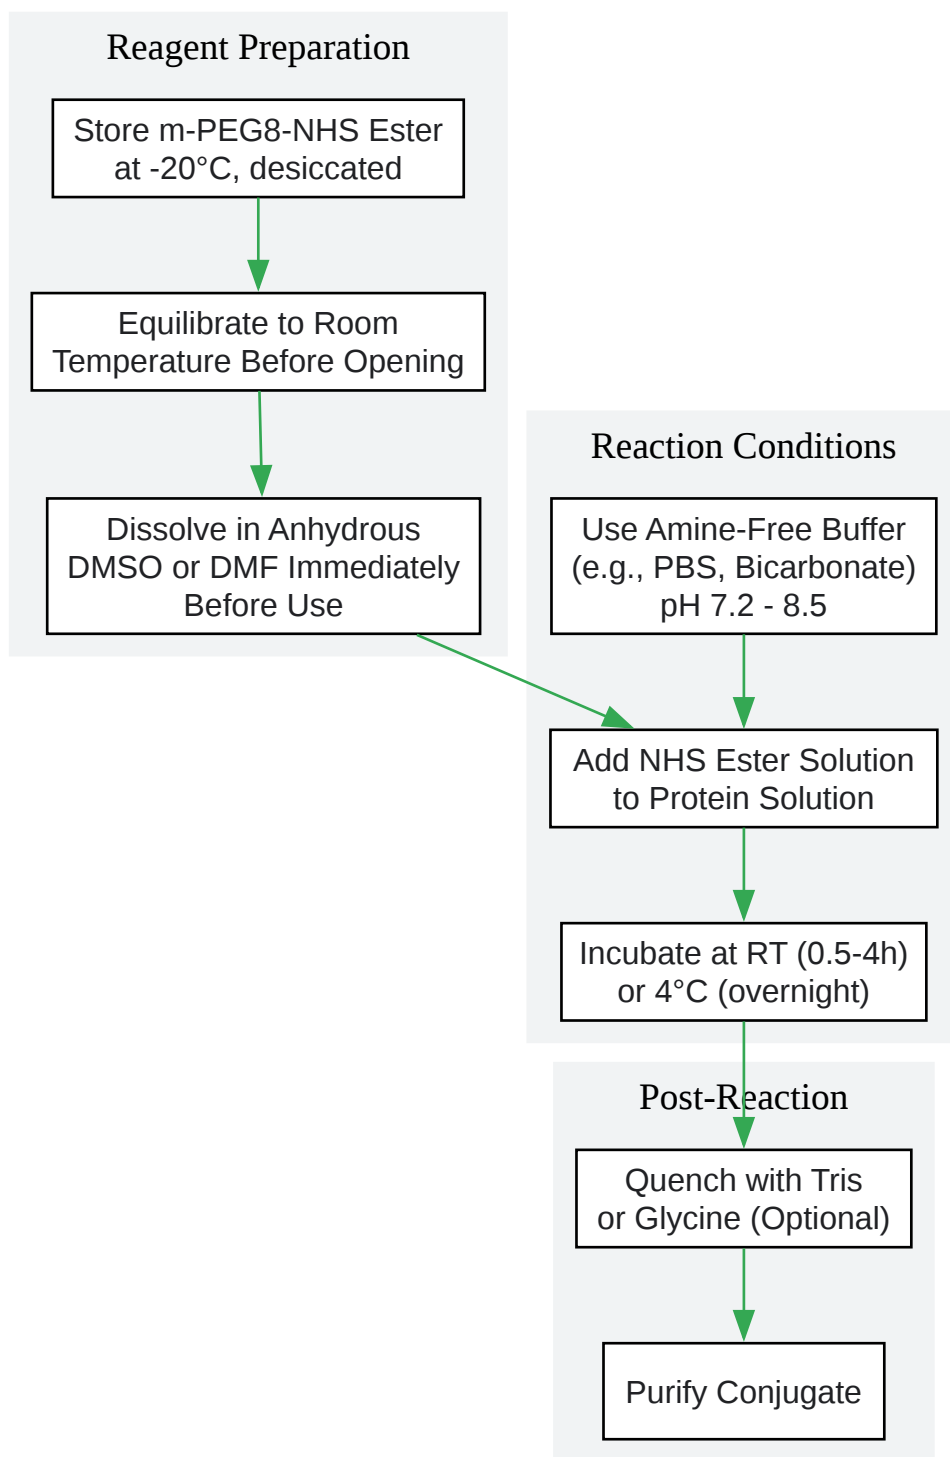 Reagent Preparation
Store m-PEG8-NHS Ester
at -20°C, desiccated
Equilibrate to Room
Temperature Before Opening
Dissolve in Anhydrous
DMSO or DMF Immediately
Before Use
Reaction Conditions
Use Amine-Free Buffer
(e.g., PBS, Bicarbonate)
pH 7.2 - 8.5
Add NHS Ester Solution
to Protein Solution
Incubate at RT (0.5-4h)
or 4°C (overnight)
Post-Reaction
Quench with Tris
or Glycine (Optional)
Purify Conjugate